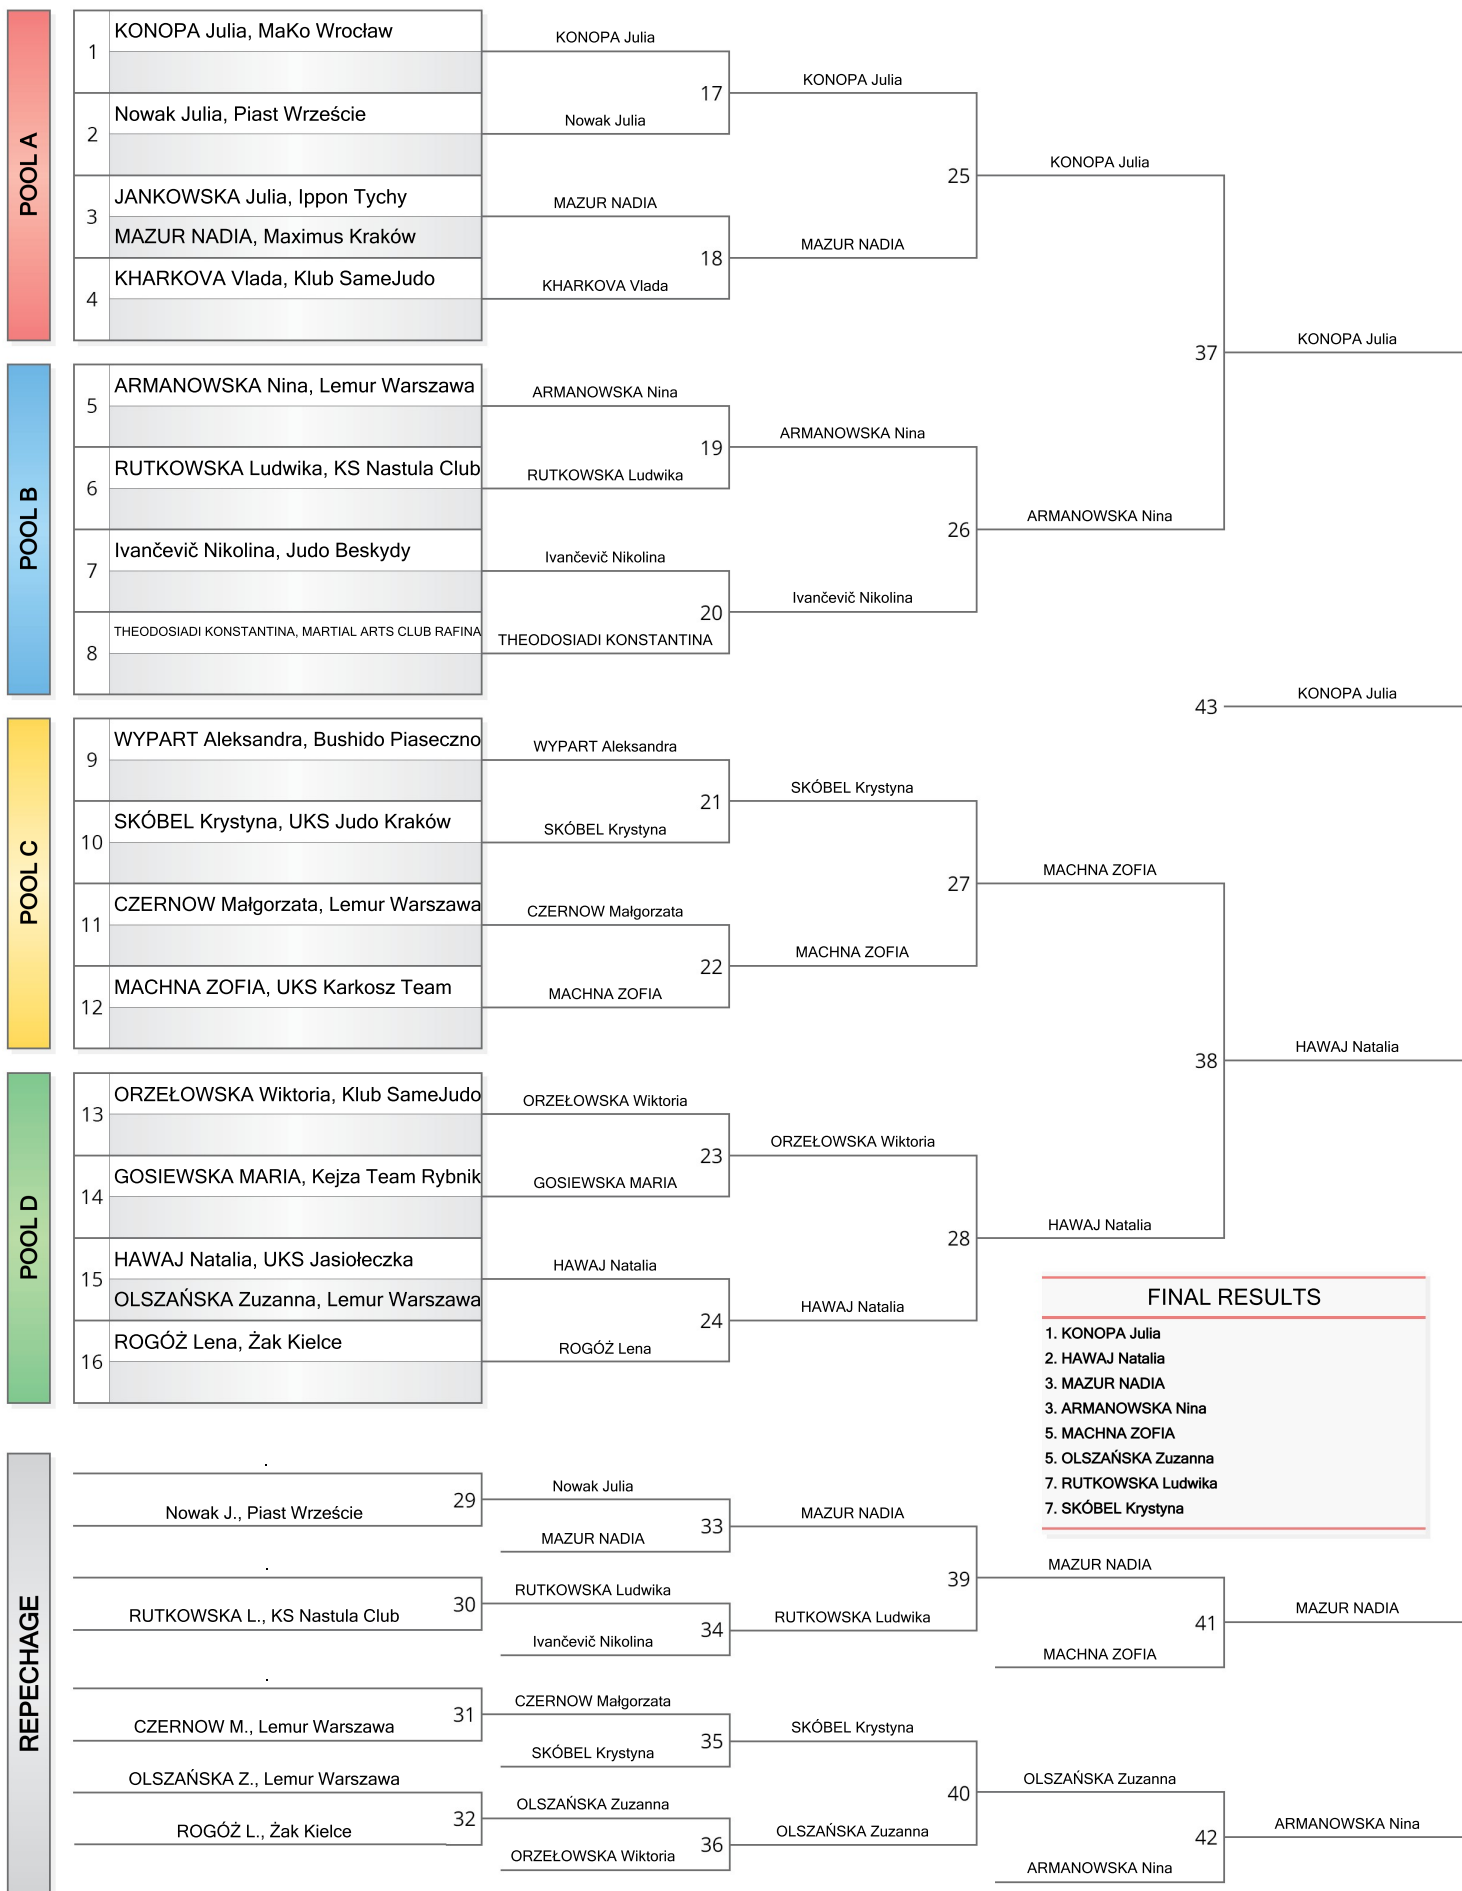 POOL A
1
KONOPA Julia, MaKo Wrocław
2
Nowak Julia, Piast Wrzeście
3
JANKOWSKA Julia, Ippon Tychy
MAZUR NADIA, Maximus Kraków
4
KHARKOVA Vlada, Klub SameJudo
KONOPA Julia
17
Nowak Julia
MAZUR NADIA
18
KHARKOVA Vlada
KONOPA Julia
25
MAZUR NADIA
KONOPA Julia
POOL B
5
ARMANOWSKA Nina, Lemur Warszawa
6
RUTKOWSKA Ludwika, KS Nastula Club
7
Ivančevič Nikolina, Judo Beskydy
8
THEODOSIADI KONSTANTINA, MARTIAL ARTS CLUB RAFINA
ARMANOWSKA Nina
19
RUTKOWSKA Ludwika
Ivančevič Nikolina
20
THEODOSIADI KONSTANTINA
ARMANOWSKA Nina
26
Ivančevič Nikolina
ARMANOWSKA Nina
37
KONOPA Julia
43
KONOPA Julia
POOL C
9
WYPART Aleksandra, Bushido Piaseczno
10
SKÓBEL Krystyna, UKS Judo Kraków
11
CZERNOW Małgorzata, Lemur Warszawa
12
MACHNA ZOFIA, UKS Karkosz Team
WYPART Aleksandra
21
SKÓBEL Krystyna
CZERNOW Małgorzata
22
MACHNA ZOFIA
SKÓBEL Krystyna
27
MACHNA ZOFIA
MACHNA ZOFIA
POOL D
13
ORZEŁOWSKA Wiktoria, Klub SameJudo
14
GOSIEWSKA MARIA, Kejza Team Rybnik
15
HAWAJ Natalia, UKS Jasiołeczka
OLSZAŃSKA Zuzanna, Lemur Warszawa
16
ROGÓŻ Lena, Żak Kielce
ORZEŁOWSKA Wiktoria
23
GOSIEWSKA MARIA
HAWAJ Natalia
24
ROGÓŻ Lena
ORZEŁOWSKA Wiktoria
28
HAWAJ Natalia
HAWAJ Natalia
38
HAWAJ Natalia
FINAL RESULTS
1. KONOPA Julia
2. HAWAJ Natalia
3. MAZUR NADIA
3. ARMANOWSKA Nina
5. MACHNA ZOFIA
5. OLSZAŃSKA Zuzanna
7. RUTKOWSKA Ludwika
7. SKÓBEL Krystyna
REPECHAGE
.
29
Nowak J., Piast Wrzeście
.
30
RUTKOWSKA L., KS Nastula Club
.
31
CZERNOW M., Lemur Warszawa
OLSZAŃSKA Z., Lemur Warszawa
32
ROGÓŻ L., Żak Kielce
Nowak Julia
33
MAZUR NADIA
RUTKOWSKA Ludwika
34
Ivančevič Nikolina
CZERNOW Małgorzata
35
SKÓBEL Krystyna
OLSZAŃSKA Zuzanna
36
ORZEŁOWSKA Wiktoria
MAZUR NADIA
39
RUTKOWSKA Ludwika
SKÓBEL Krystyna
40
OLSZAŃSKA Zuzanna
MAZUR NADIA
41
MACHNA ZOFIA
OLSZAŃSKA Zuzanna
42
ARMANOWSKA Nina
MAZUR NADIA
ARMANOWSKA Nina